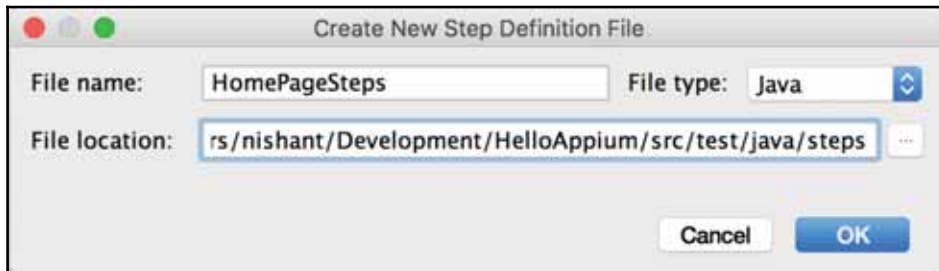 Create New Step Definition File
File name: HomePageSteps File type: Java
File location: rs/nishant/Development/HelloAppium/src/test/java/steps ...
Cancel OK